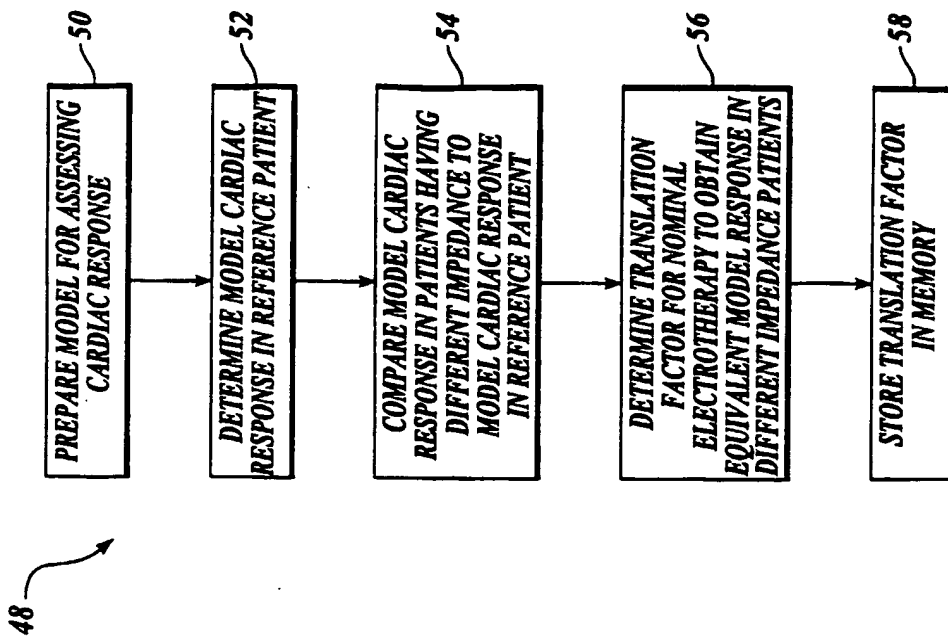 48
50
PREPARE MODEL FOR ASSESSING
CARDIAC RESPONSE
52
DETERMINE MODEL CARDIAC
RESPONSE IN REFERENCE PATIENT
54
COMPARE MODEL CARDIAC
RESPONSE IN PATIENTS HAVING
DIFFERENT IMPEDANCE TO
MODEL CARDIAC RESPONSE
IN REFERENCE PATIENT
56
DETERMINE TRANSLATION
FACTOR FOR NOMINAL
ELECTROTHERAPY TO OBTAIN
EQUIVALENT MODEL RESPONSE IN
DIFFERENT IMPEDANCE PATIENTS
58
STORE TRANSLATION FACTOR
IN MEMORY